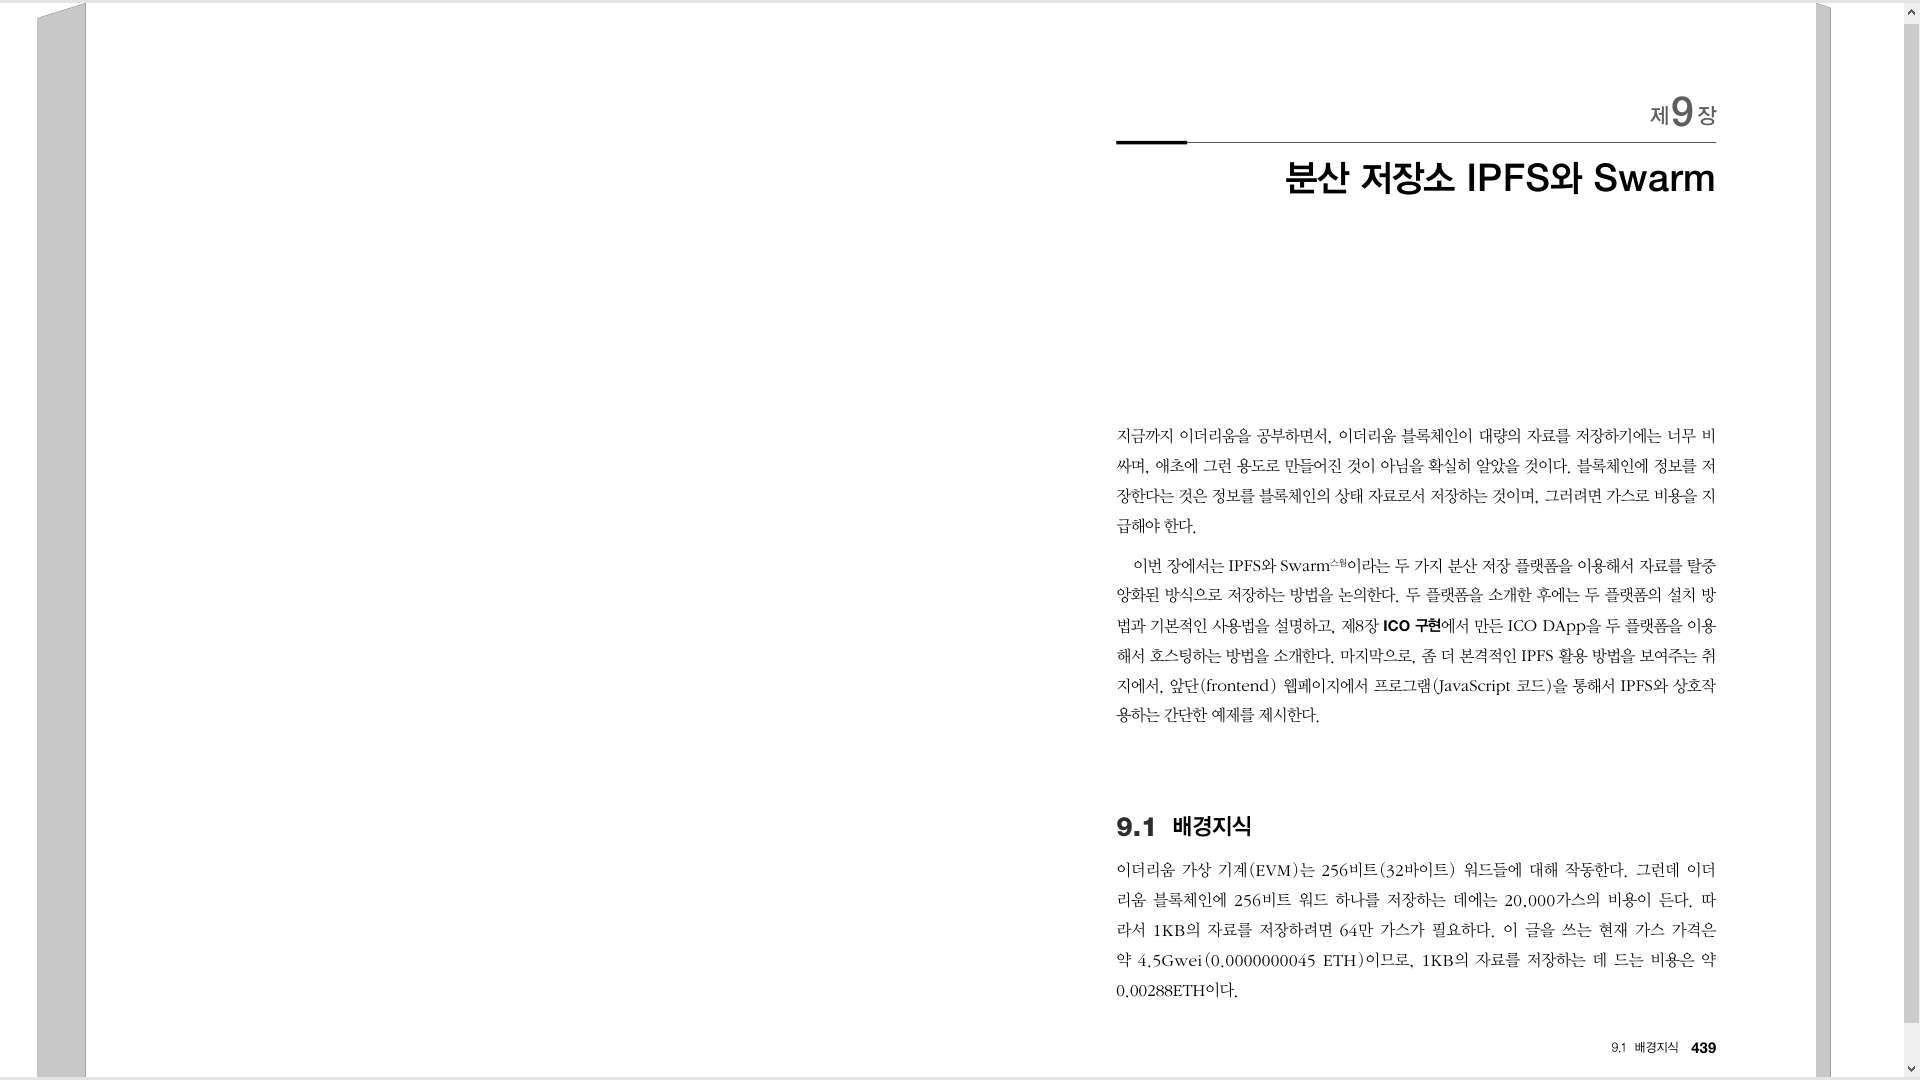 제9장
분산 저장소 IPFS와 Swarm
지금까지 이더리움을 공부하면서, 이더리움 블록체인이 대량의 자료를 저장하기에는 너무 비
싸며, 애초에 그런 용도로 만들어진 것이 아님을 확실히 알았을 것이다. 블록체인에 정보를 저
장한다는 것은 정보를 블록체인의 상태 자료로서 저장하는 것이며, 그러려면 가스로 비용을 지
급해야 한다.
이번 장에서는 IPFS와 Swarm스웜이라는 두 가지 분산 저장 플랫폼을 이용해서 자료를 탈중
앙화된 방식으로 저장하는 방법을 논의한다. 두 플랫폼을 소개한 후에는 두 플랫폼의 설치 방
법과 기본적인 사용법을 설명하고, 제8장 ICO 구현에서 만든 ICO DApp을 두 플랫폼을 이용
해서 호스팅하는 방법을 소개한다. 마지막으로, 좀 더 본격적인 IPFS 활용 방법을 보여주는 취
지에서, 앞단(frontend) 웹페이지에서 프로그램(JavaScript 코드)을 통해서 IPFS와 상호작
용하는 간단한 예제를 제시한다.
9.1 배경지식
이더리움 가상 기계(EVM)는 256비트(32바이트) 워드들에 대해 작동한다. 그런데 이더
리움 블록체인에 256비트 워드 하나를 저장하는 데에는 20,000가스의 비용이 든다. 따
라서 1KB의 자료를 저장하려면 64만 가스가 필요하다. 이 글을 쓰는 현재 가스 가격은
약 4.5Gwei(0.0000000045 ETH)이므로, 1KB의 자료를 저장하는 데 드는 비용은 약
0.00288ETH이다.
9.1 배경지식 439